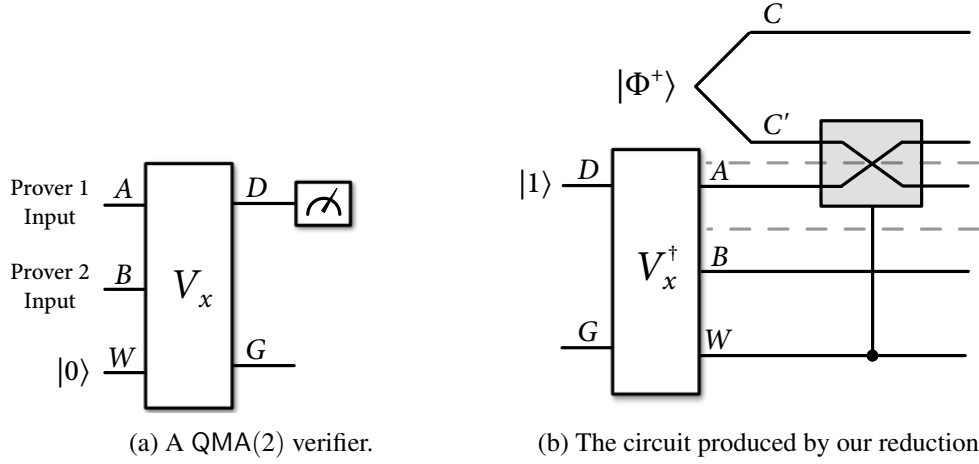 Prover 1
Input
A
Prover 2
Input
B
|0⟩
W
V_x
D
G
(a) A QMA(2) verifier.
C
|Φ⁺⟩
C′
|1⟩
D
G
V_x^†
A
B
W
(b) The circuit produced by our reduction